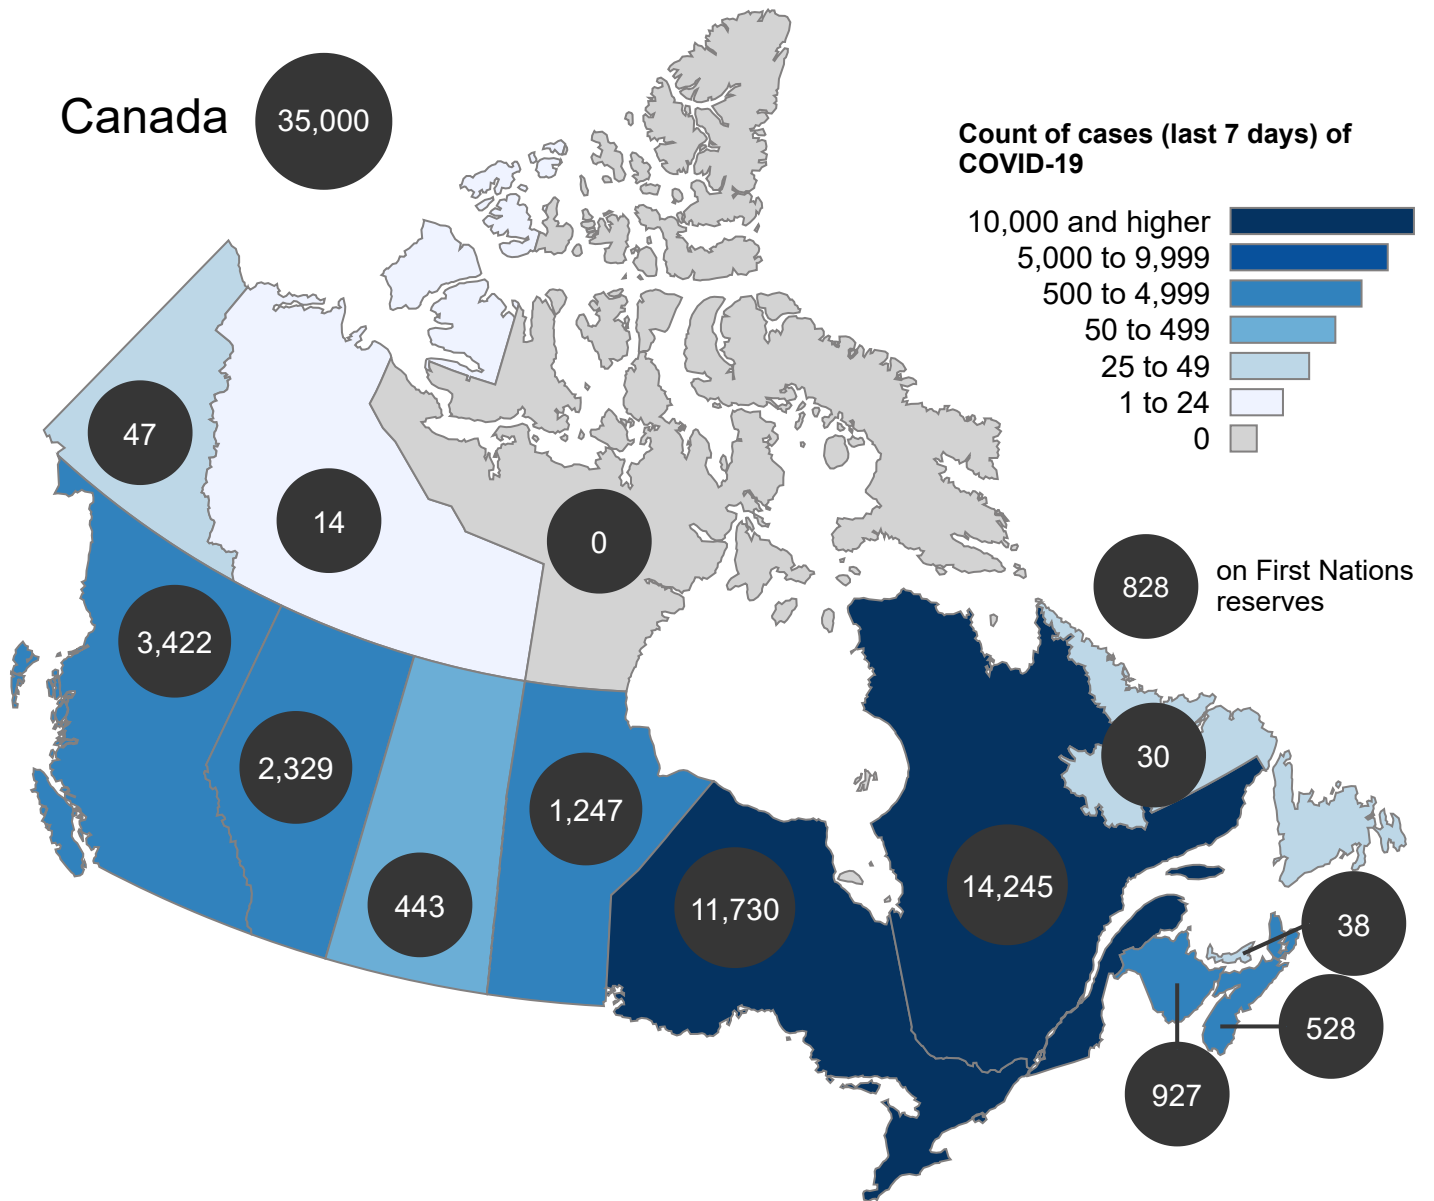 Canada
35,000
Count of cases (last 7 days) of
COVID-19
10,000 and higher
5,000 to 9,999
500 to 4,999
50 to 499
25 to 49
1 to 24
0
47
14
0
828
on First Nations
reserves
3,422
2,329
1,247
443
11,730
14,245
30
38
528
927